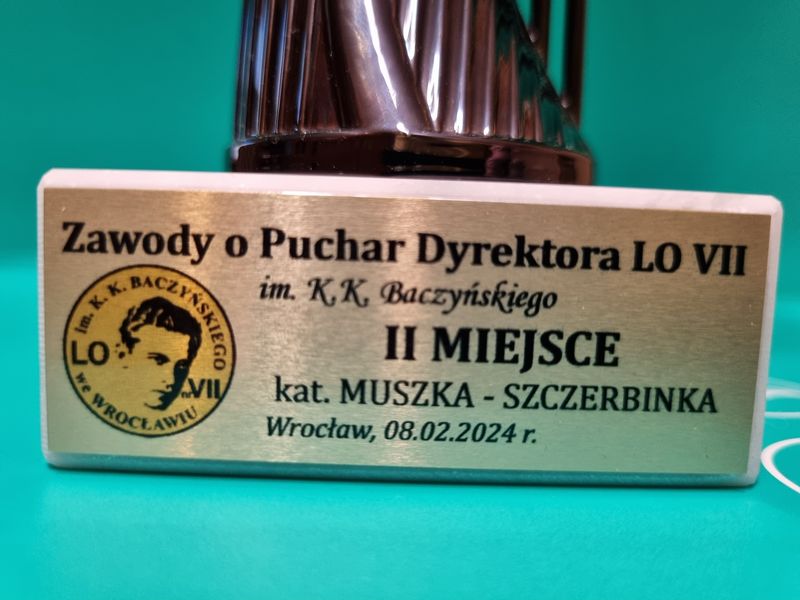 Zawody o Puchar Dyrektora LO VII
im. K.K. Baczyńskiego
II MIEJSCE
kat. MUSZKA - SZCZERBINKA
Wrocław, 08.02.2024 r.
im. K. K. BACZYŃSKIEGO
LO
nr VII
we WROCŁAWIU